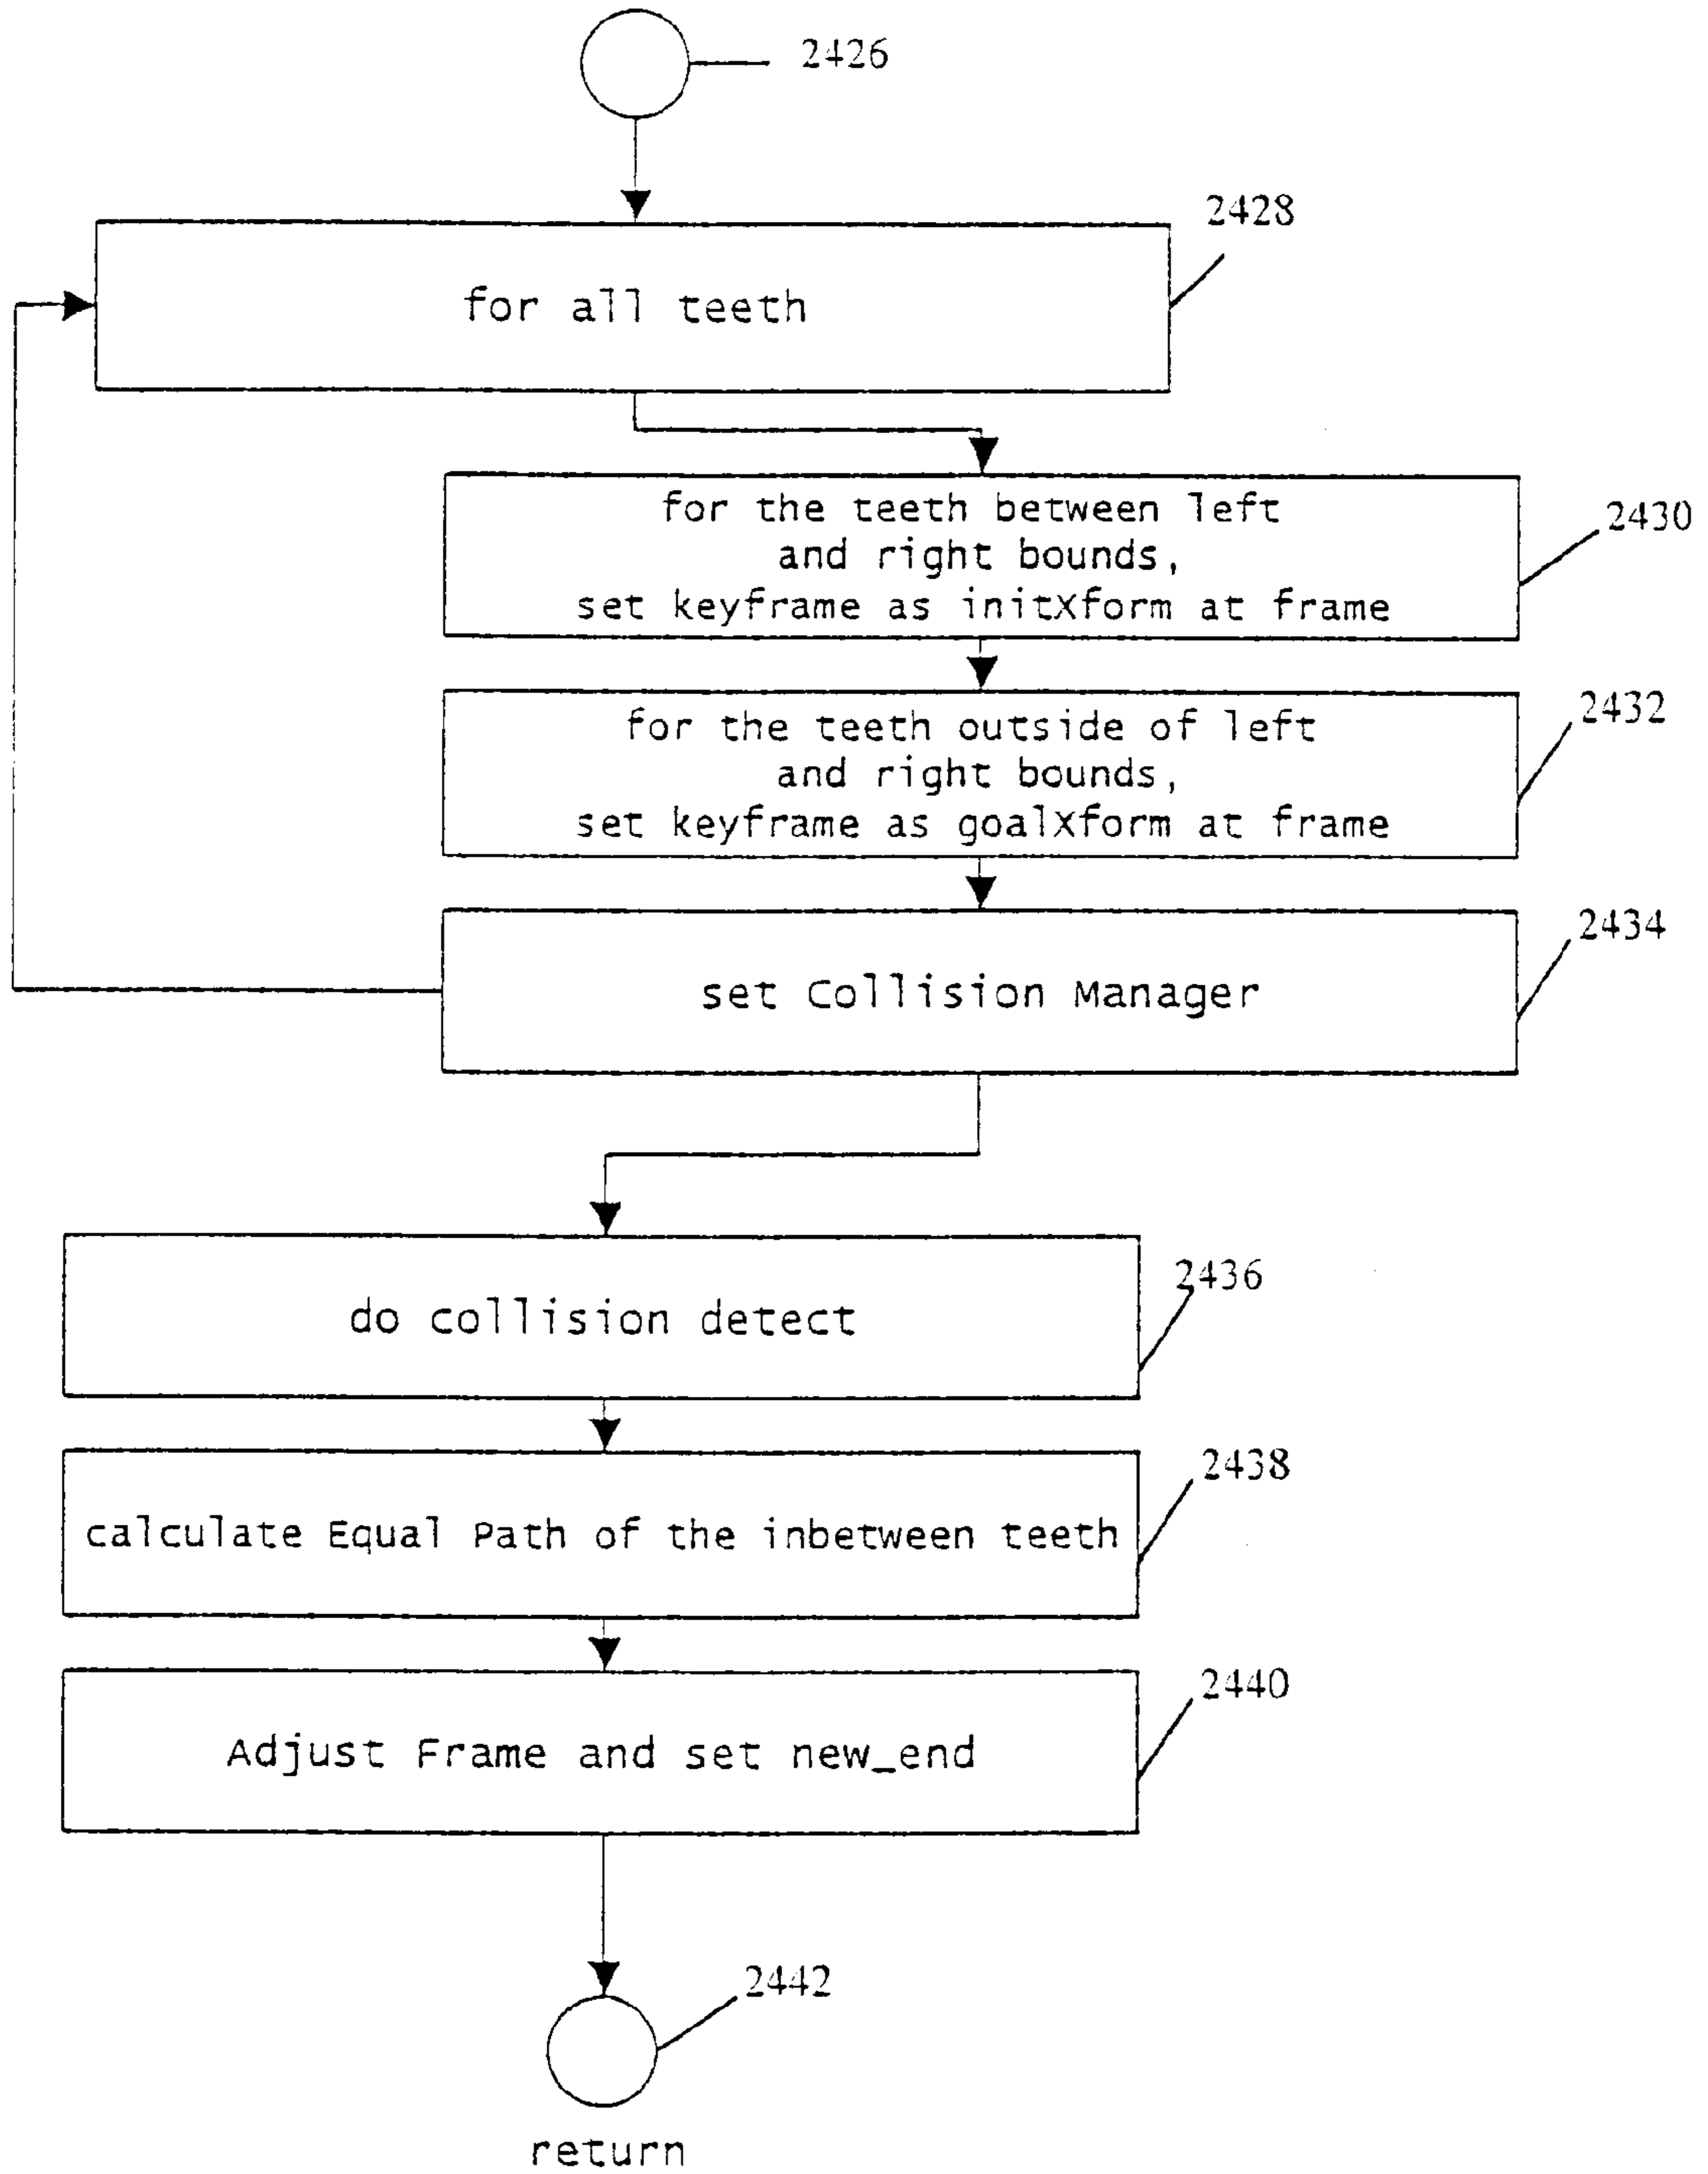 2426
2428
for all teeth
for the teeth between left
and right bounds,
set keyframe as initXform at frame
2430
for the teeth outside of left
and right bounds,
set keyframe as goalXform at frame
2432
set Collision Manager
2434
do collision detect
2436
calculate Equal Path of the inbetween teeth
2438
Adjust Frame and set new_end
2440
2442
return